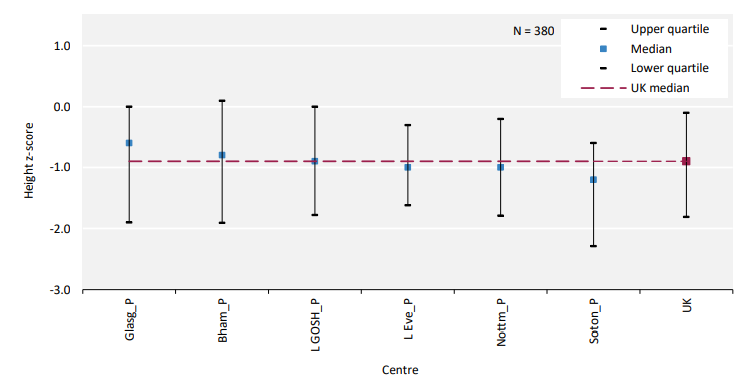 N = 380
Upper quartile
Median
Lower quartile
UK median
1.0
0.0
-1.0
-2.0
-3.0
Height z-score
Glasg_P
Bham_P
L GOSH_P
L Eve_P
Nottm_P
Soton_P
UK
Centre